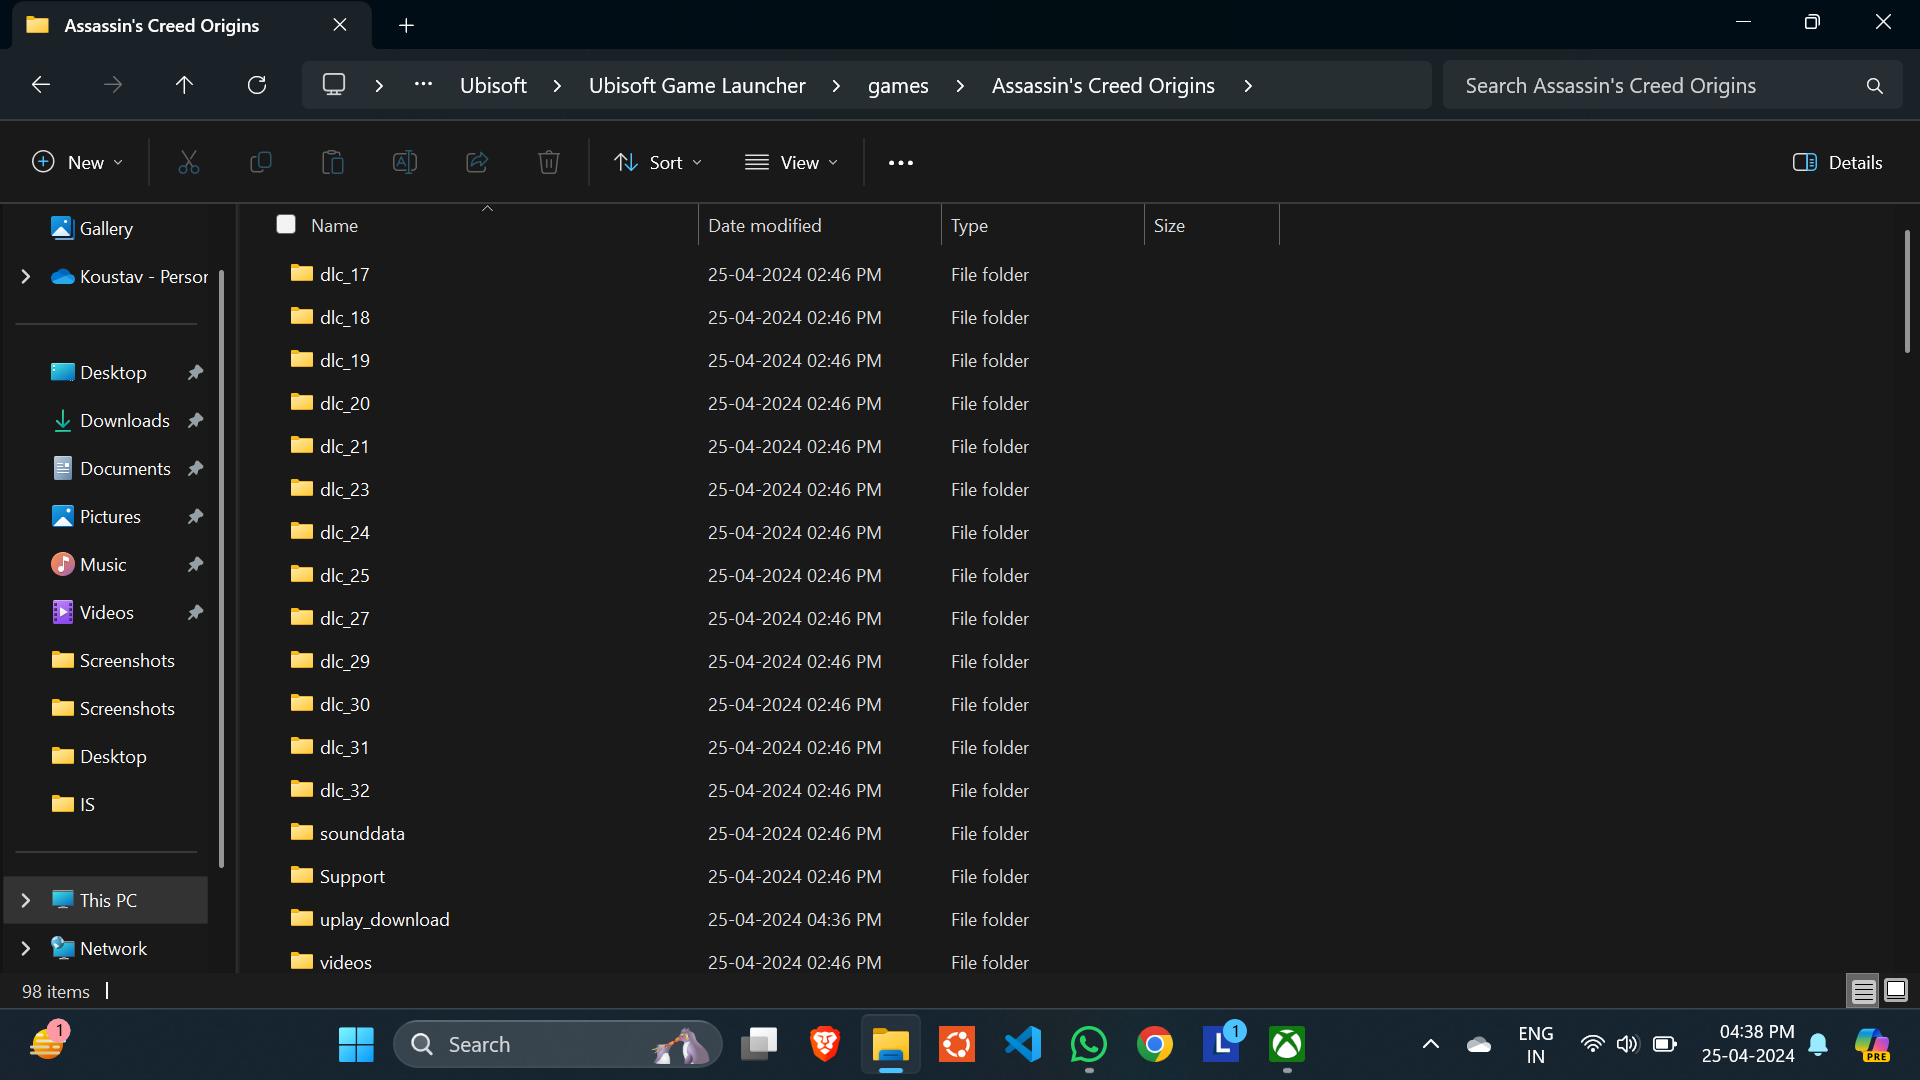 Assassin's Creed Origins
Ubisoft Ubisoft Game Launcher games Assassin's Creed Origins
Search Assassin's Creed Origins
New Sort View Details
Gallery
Koustav - Persor
Desktop
Downloads
Documents
Pictures
Music
Videos
Screenshots
Screenshots
Desktop
IS
This PC
Network
Name Date modified Type Size
dlc_17 25-04-2024 02:46 PM File folder
dlc_18 25-04-2024 02:46 PM File folder
dlc_19 25-04-2024 02:46 PM File folder
dlc_20 25-04-2024 02:46 PM File folder
dlc_21 25-04-2024 02:46 PM File folder
dlc_23 25-04-2024 02:46 PM File folder
dlc_24 25-04-2024 02:46 PM File folder
dlc_25 25-04-2024 02:46 PM File folder
dlc_27 25-04-2024 02:46 PM File folder
dlc_29 25-04-2024 02:46 PM File folder
dlc_30 25-04-2024 02:46 PM File folder
dlc_31 25-04-2024 02:46 PM File folder
dlc_32 25-04-2024 02:46 PM File folder
sounddata 25-04-2024 02:46 PM File folder
Support 25-04-2024 02:46 PM File folder
uplay_download 25-04-2024 04:36 PM File folder
videos 25-04-2024 02:46 PM File folder
98 items
1
Search
L 1
ENG
IN
04:38 PM
25-04-2024
PRE